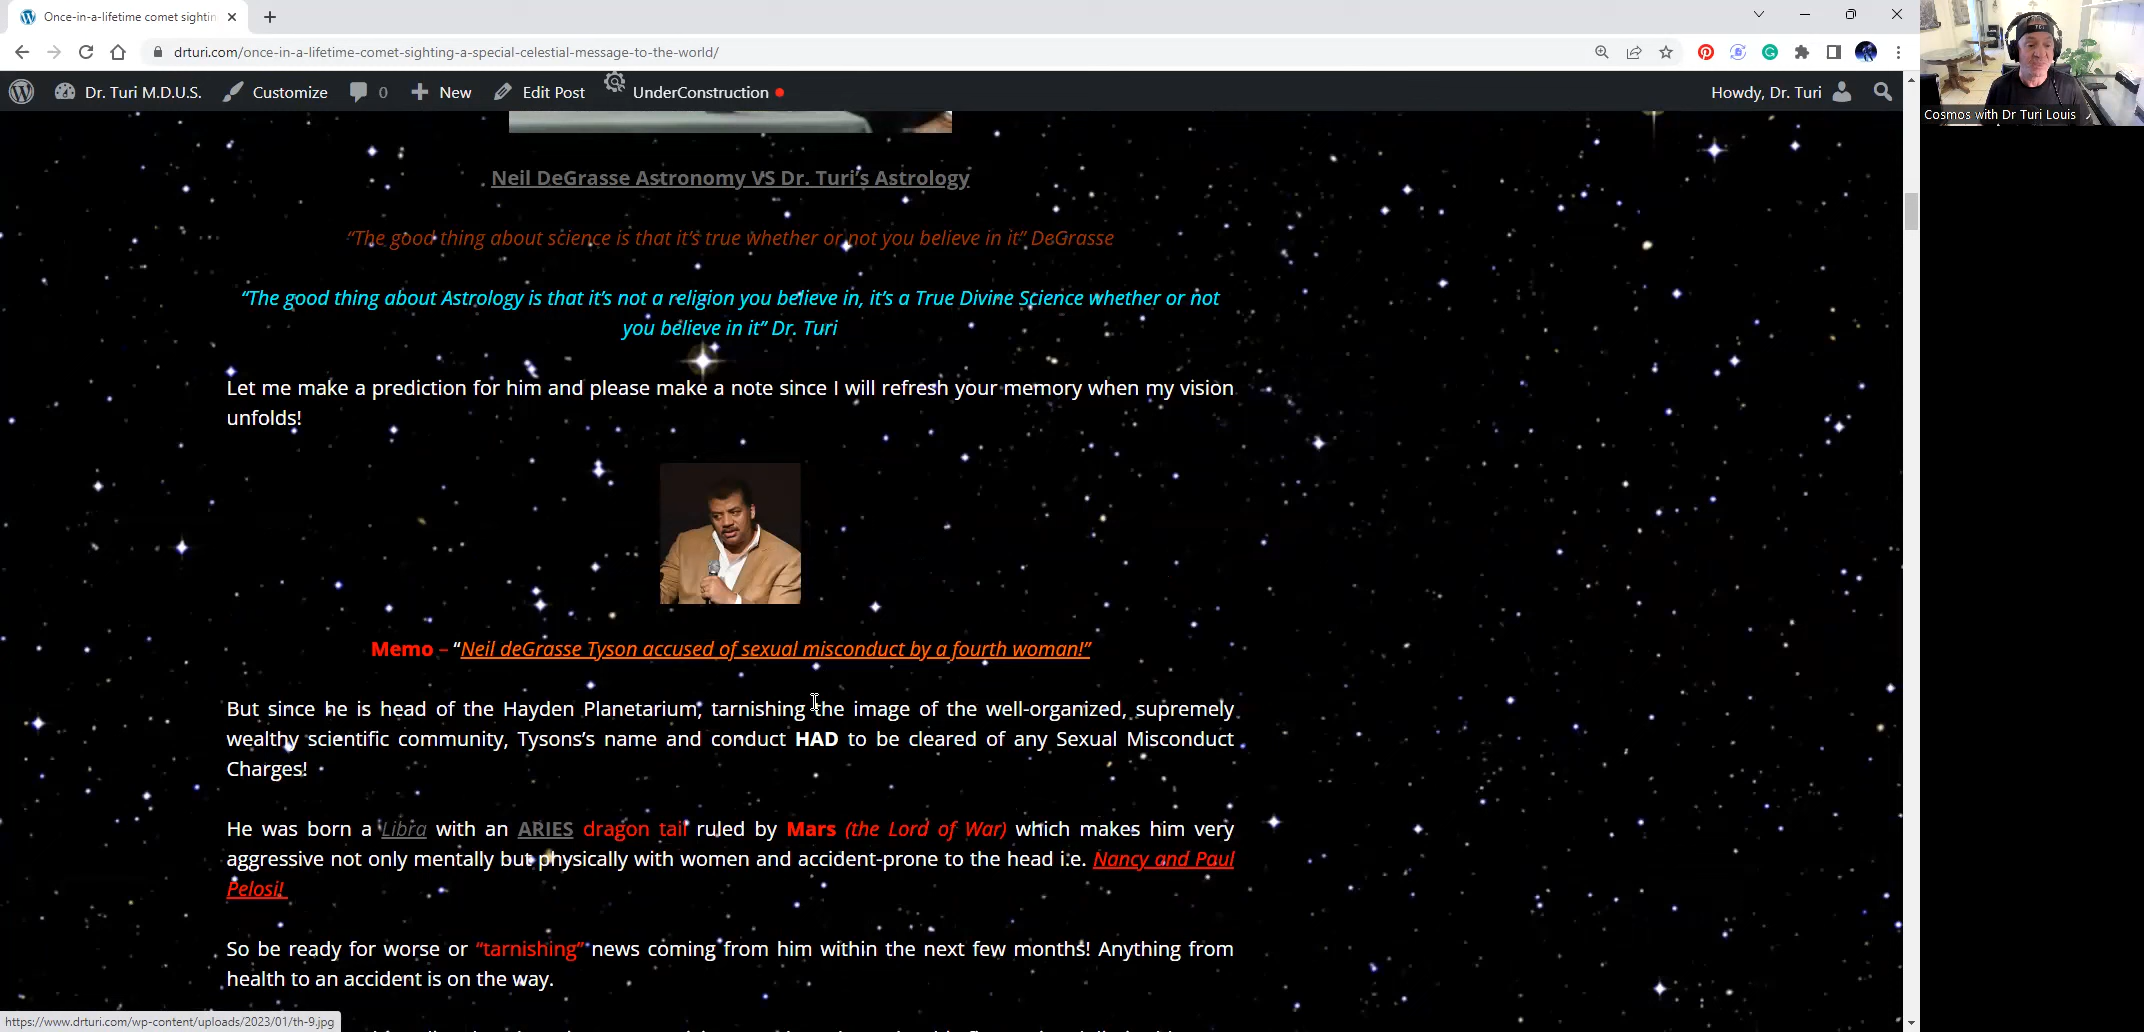 Once-in-a-lifetime comet sightin
drturi.com/once-in-a-lifetime-comet-sighting-a-special-celestial-message-to-the-world/
Dr. Turi M.D.U.S.
Customize
0
New
Edit Post
UnderConstruction
Howdy, Dr. Turi
Cosmos with Dr Turi Louis
Neil DeGrasse Astronomy VS Dr. Turi’s Astrology
“The good thing about science is that it’s true whether or not you believe in it” DeGrasse
“The good thing about Astrology is that it’s not a religion you believe in, it’s a True Divine Science whether or not
you believe in it” Dr. Turi
Let me make a prediction for him and please make a note since I will refresh your memory when my vision
unfolds!
Memo – “Neil deGrasse Tyson accused of sexual misconduct by a fourth woman!”
But since he is head of the Hayden Planetarium, tarnishing the image of the well-organized, supremely
wealthy scientific community, Tysons’s name and conduct HAD to be cleared of any Sexual Misconduct
Charges!
He was born a Libra with an ARIES dragon tail ruled by Mars (the Lord of War) which makes him very
aggressive not only mentally but physically with women and accident-prone to the head i.e. Nancy and Paul
Pelosi!
So be ready for worse or “tarnishing” news coming from him within the next few months! Anything from
health to an accident is on the way.
https://www.drturi.com/wp-content/uploads/2023/01/th-9.jpg